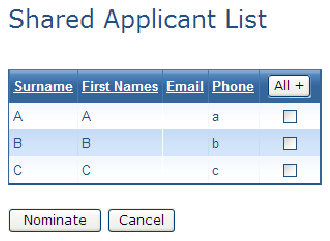 Shared Applicant List
Surname First Names Email Phone All +
A A a
B B b
C C c
Nominate Cancel